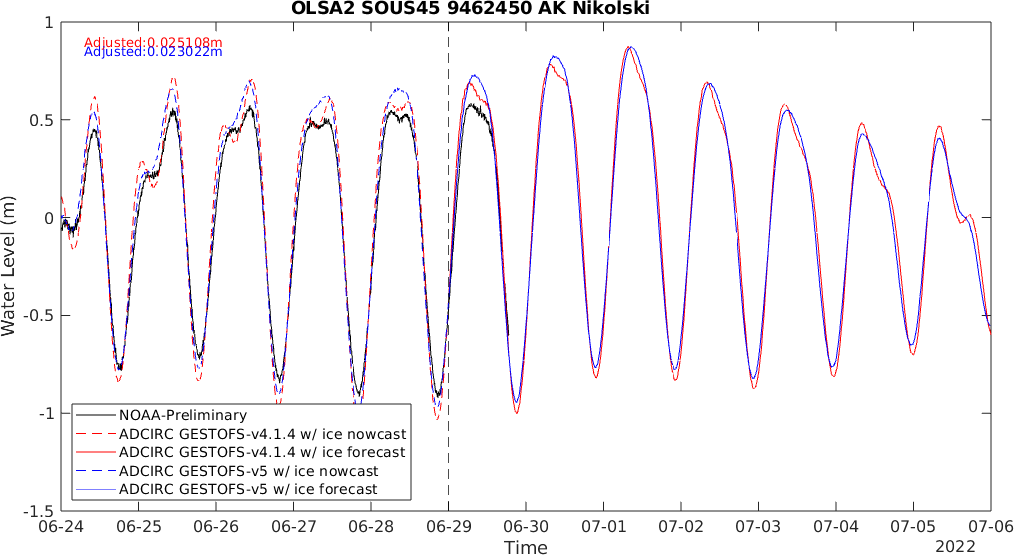 OLSA2 SOUS45 9462450 AK Nikolski
Adjusted:0.025108m
Adjusted:0.023022m
Water Level (m)
1
0.5
0
-0.5
-1
-1.5
NOAA-Preliminary
ADCIRC GESTOFS-v4.1.4 w/ ice nowcast
ADCIRC GESTOFS-v4.1.4 w/ ice forecast
ADCIRC GESTOFS-v5 w/ ice nowcast
ADCIRC GESTOFS-v5 w/ ice forecast
06-24 06-25 06-26 06-27 06-28 06-29 06-30 07-01 07-02 07-03 07-04 07-05 07-06
Time
2022